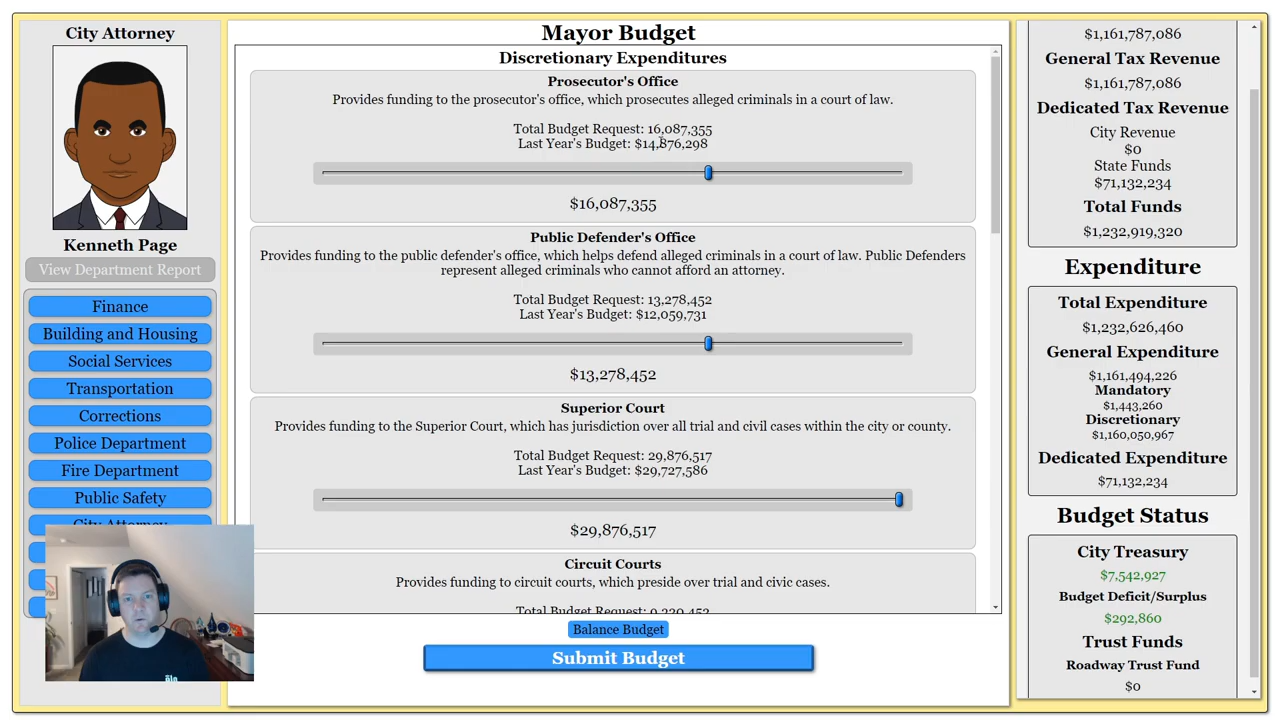 City Attorney
Kenneth Page
View Department Report
Finance
Building and Housing
Social Services
Transportation
Corrections
Police Department
Fire Department
Public Safety
City Attorney
Mayor Budget
Discretionary Expenditures
Prosecutor's Office
Provides funding to the prosecutor's office, which prosecutes alleged criminals in a court of law.
Total Budget Request: 16,087,355
Last Year's Budget: $14,876,298
$16,087,355
Public Defender's Office
Provides funding to the public defender's office, which helps defend alleged criminals in a court of law. Public Defenders
represent alleged criminals who cannot afford an attorney.
Total Budget Request: 13,278,452
Last Year's Budget: $12,059,731
$13,278,452
Superior Court
Provides funding to the Superior Court, which has jurisdiction over all trial and civil cases within the city or county.
Total Budget Request: 29,876,517
Last Year's Budget: $29,727,586
$29,876,517
Circuit Courts
Provides funding to circuit courts, which preside over trial and civic cases.
Total Budget Request: 9,220,452
Balance Budget
Submit Budget
$1,161,787,086
General Tax Revenue
$1,161,787,086
Dedicated Tax Revenue
City Revenue
$0
State Funds
$71,132,234
Total Funds
$1,232,919,320
Expenditure
Total Expenditure
$1,232,626,460
General Expenditure
$1,161,494,226
Mandatory
$1,443,260
Discretionary
$1,160,050,967
Dedicated Expenditure
$71,132,234
Budget Status
City Treasury
$7,542,927
Budget Deficit/Surplus
$292,860
Trust Funds
Roadway Trust Fund
$0